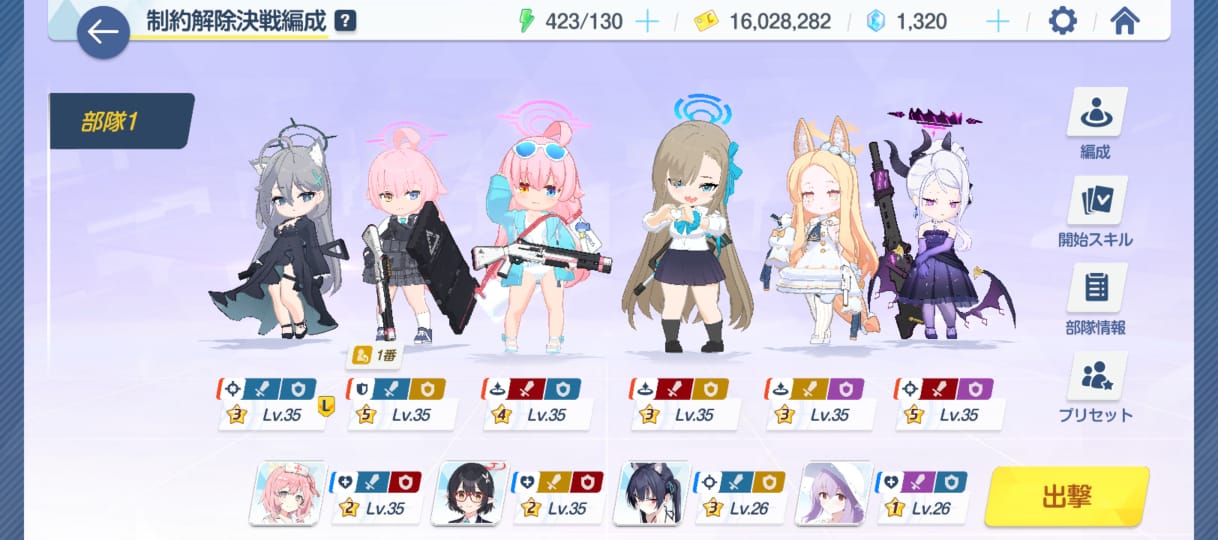 制約解除決戦編成 ?
423/130
16,028,282
1,320
部隊1
編成
開始スキル
部隊情報
プリセット
1番
3 Lv.35 L
5 Lv.35
4 Lv.35
3 Lv.35
3 Lv.35
5 Lv.35
2 Lv.35
2 Lv.35
3 Lv.26
1 Lv.26
出撃